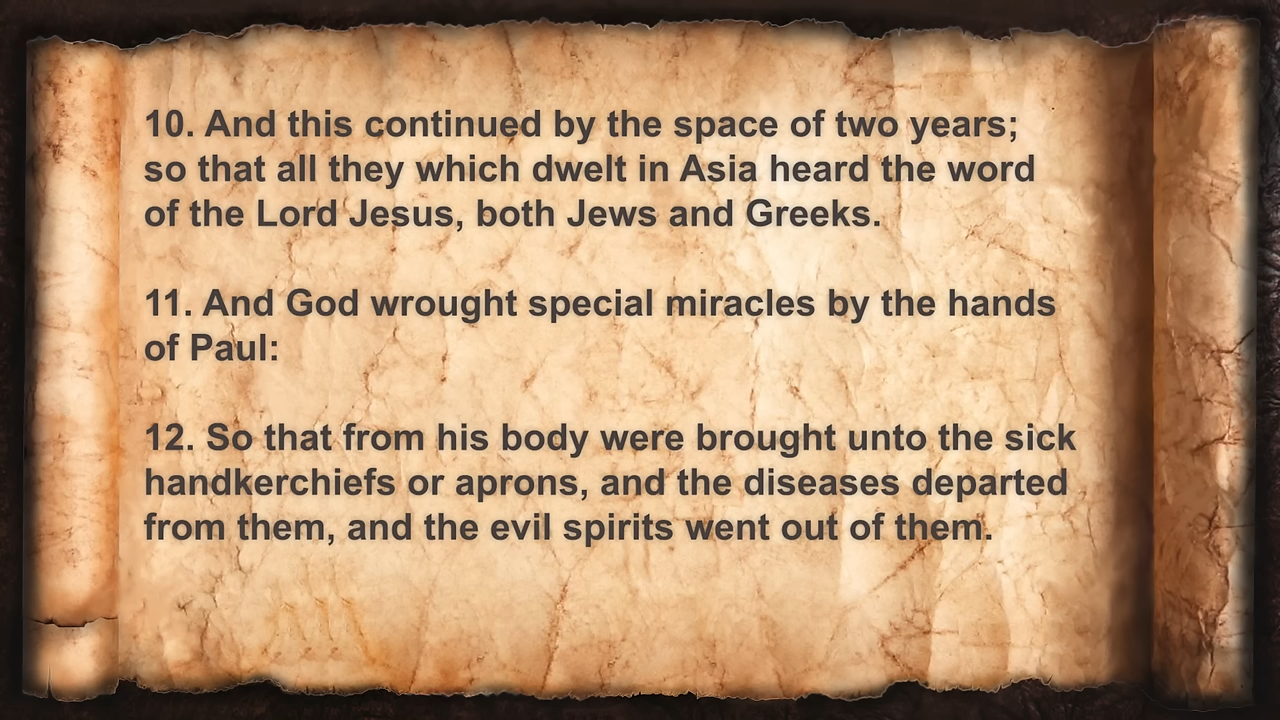 10. And this continued by the space of two years;
so that all they which dwelt in Asia heard the word
of the Lord Jesus, both Jews and Greeks.
11. And God wrought special miracles by the hands
of Paul:
12. So that from his body were brought unto the sick
handkerchiefs or aprons, and the diseases departed
from them, and the evil spirits went out of them.